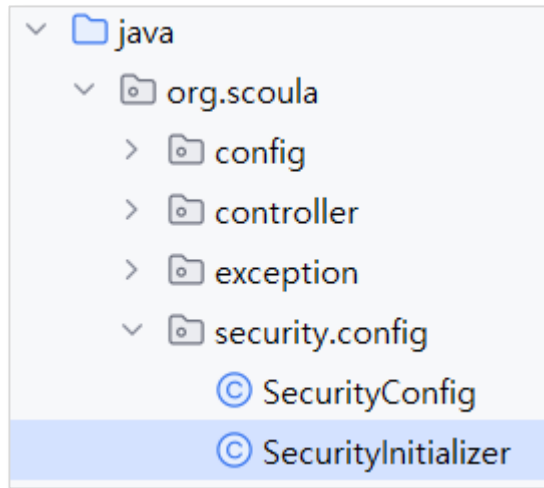 java
org.scoula
config
controller
exception
security.config
SecurityConfig
SecurityInitializer